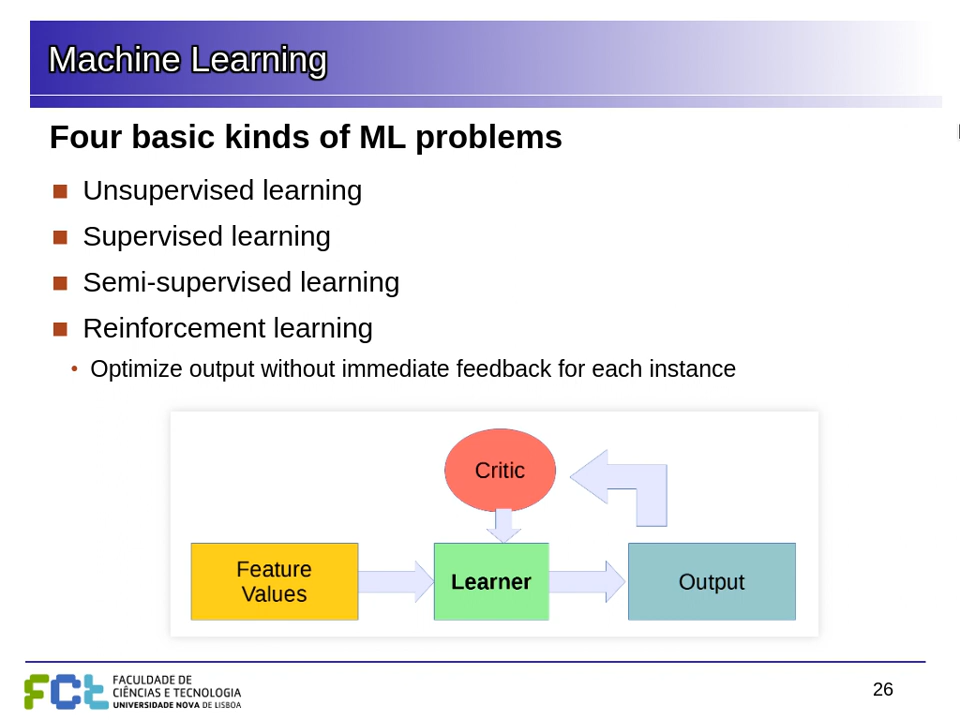 Machine Learning
Four basic kinds of ML problems
Unsupervised learning
Supervised learning
Semi-supervised learning
Reinforcement learning
• Optimize output without immediate feedback for each instance
Critic
Feature
Values
Learner
Output
FCt
FACULDADE DE
CIÊNCIAS E TECNOLOGIA
UNIVERSIDADE NOVA DE LISBOA
26